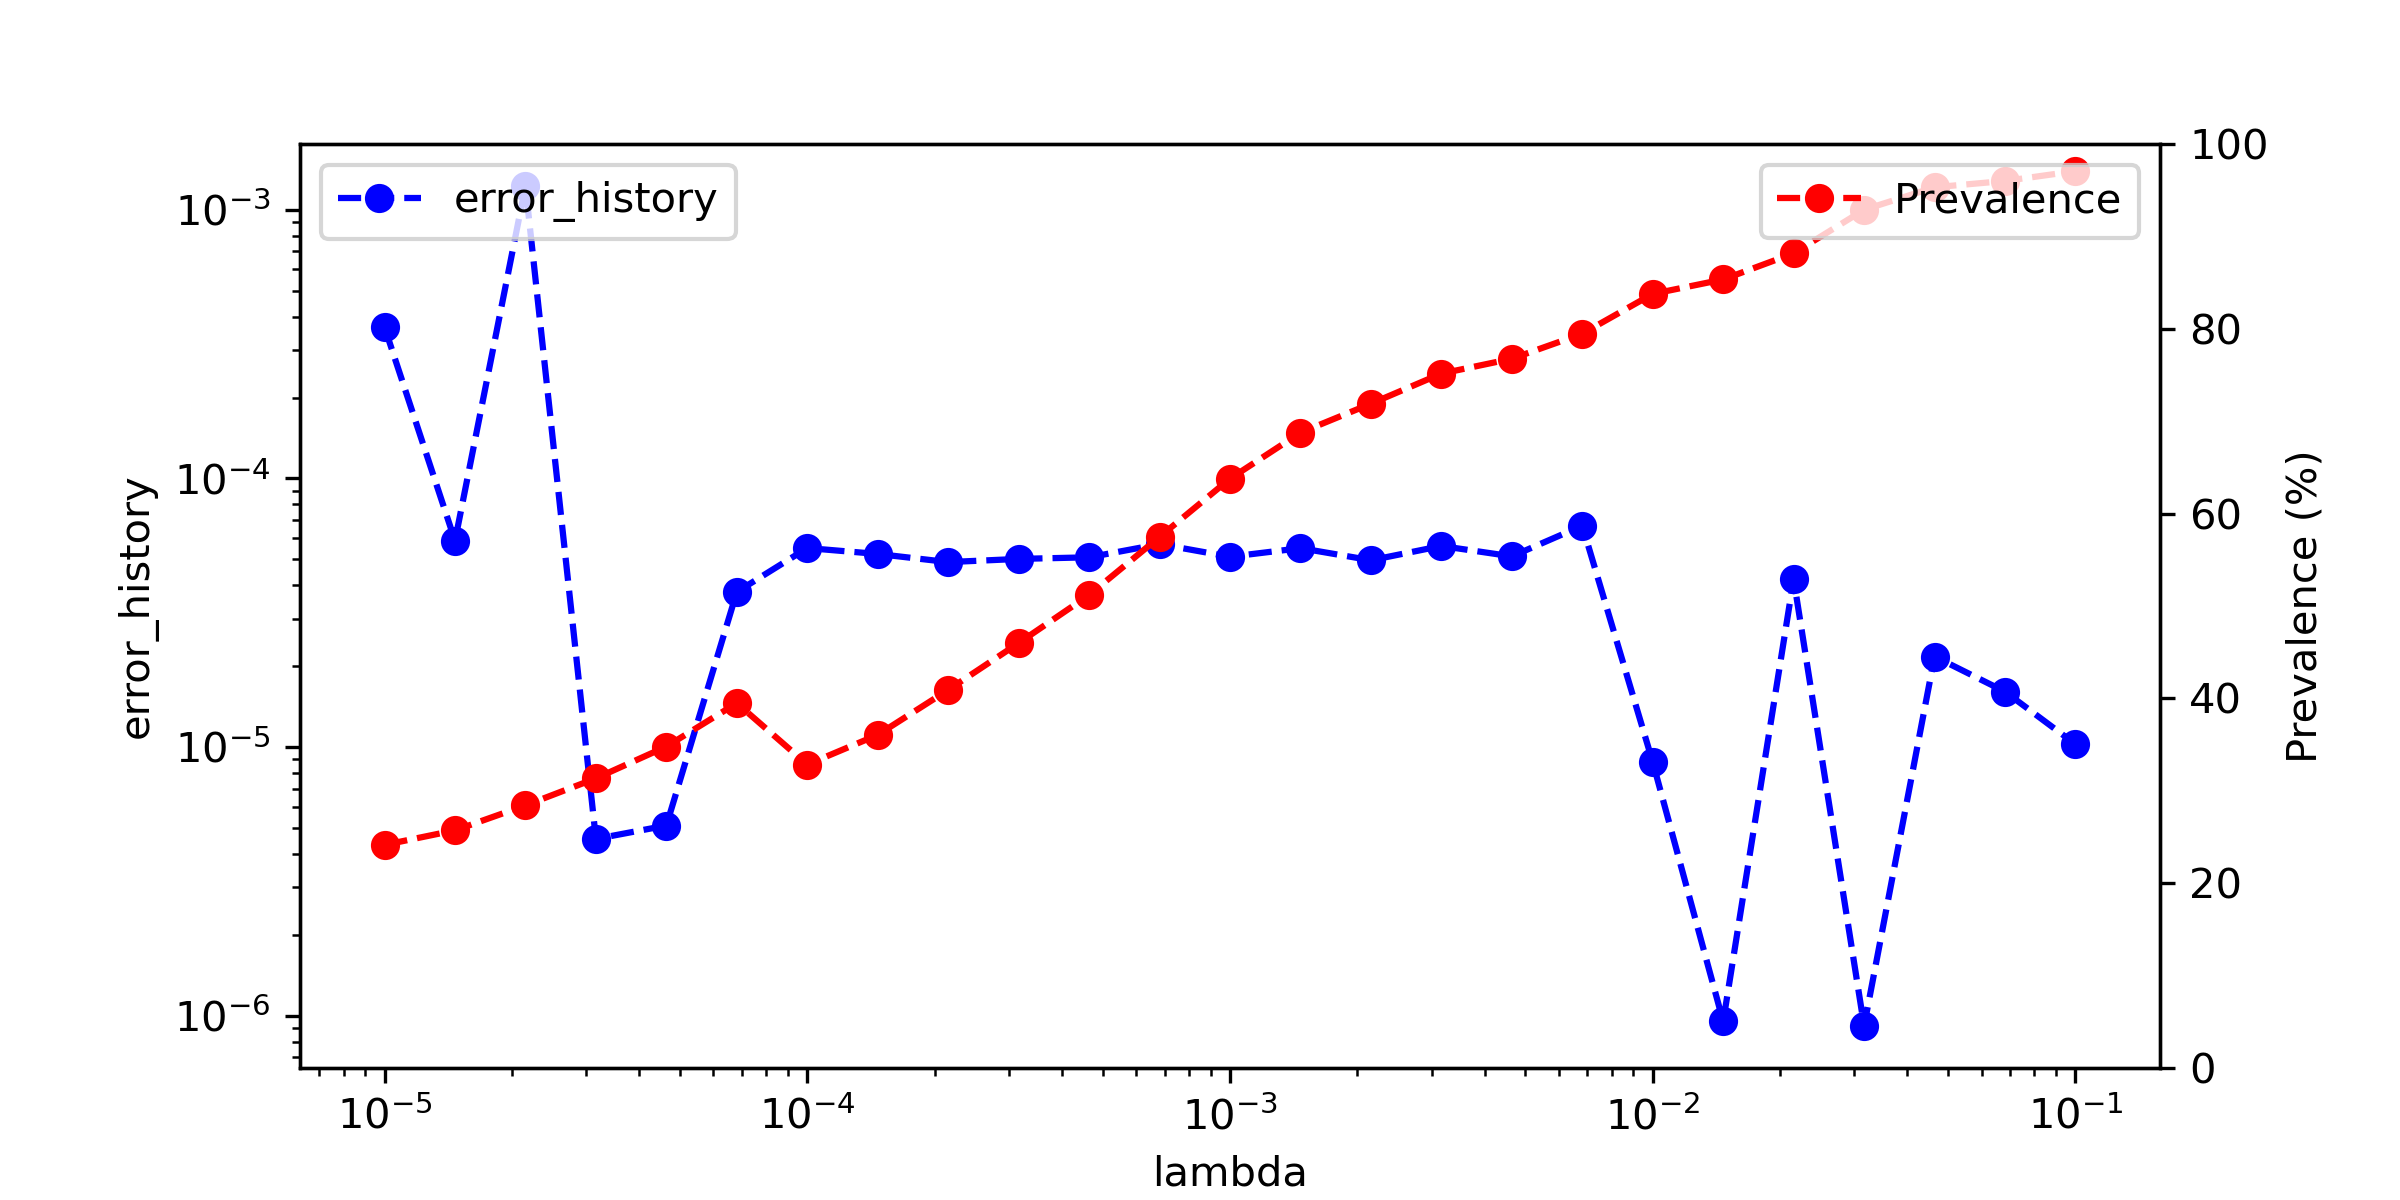 error_history
Prevalence
10⁻³
10⁻⁴
10⁻⁵
10⁻⁶
error_history
100
80
60
40
20
0
Prevalence (%)
10⁻⁵ 10⁻⁴ 10⁻³ 10⁻² 10⁻¹
lambda